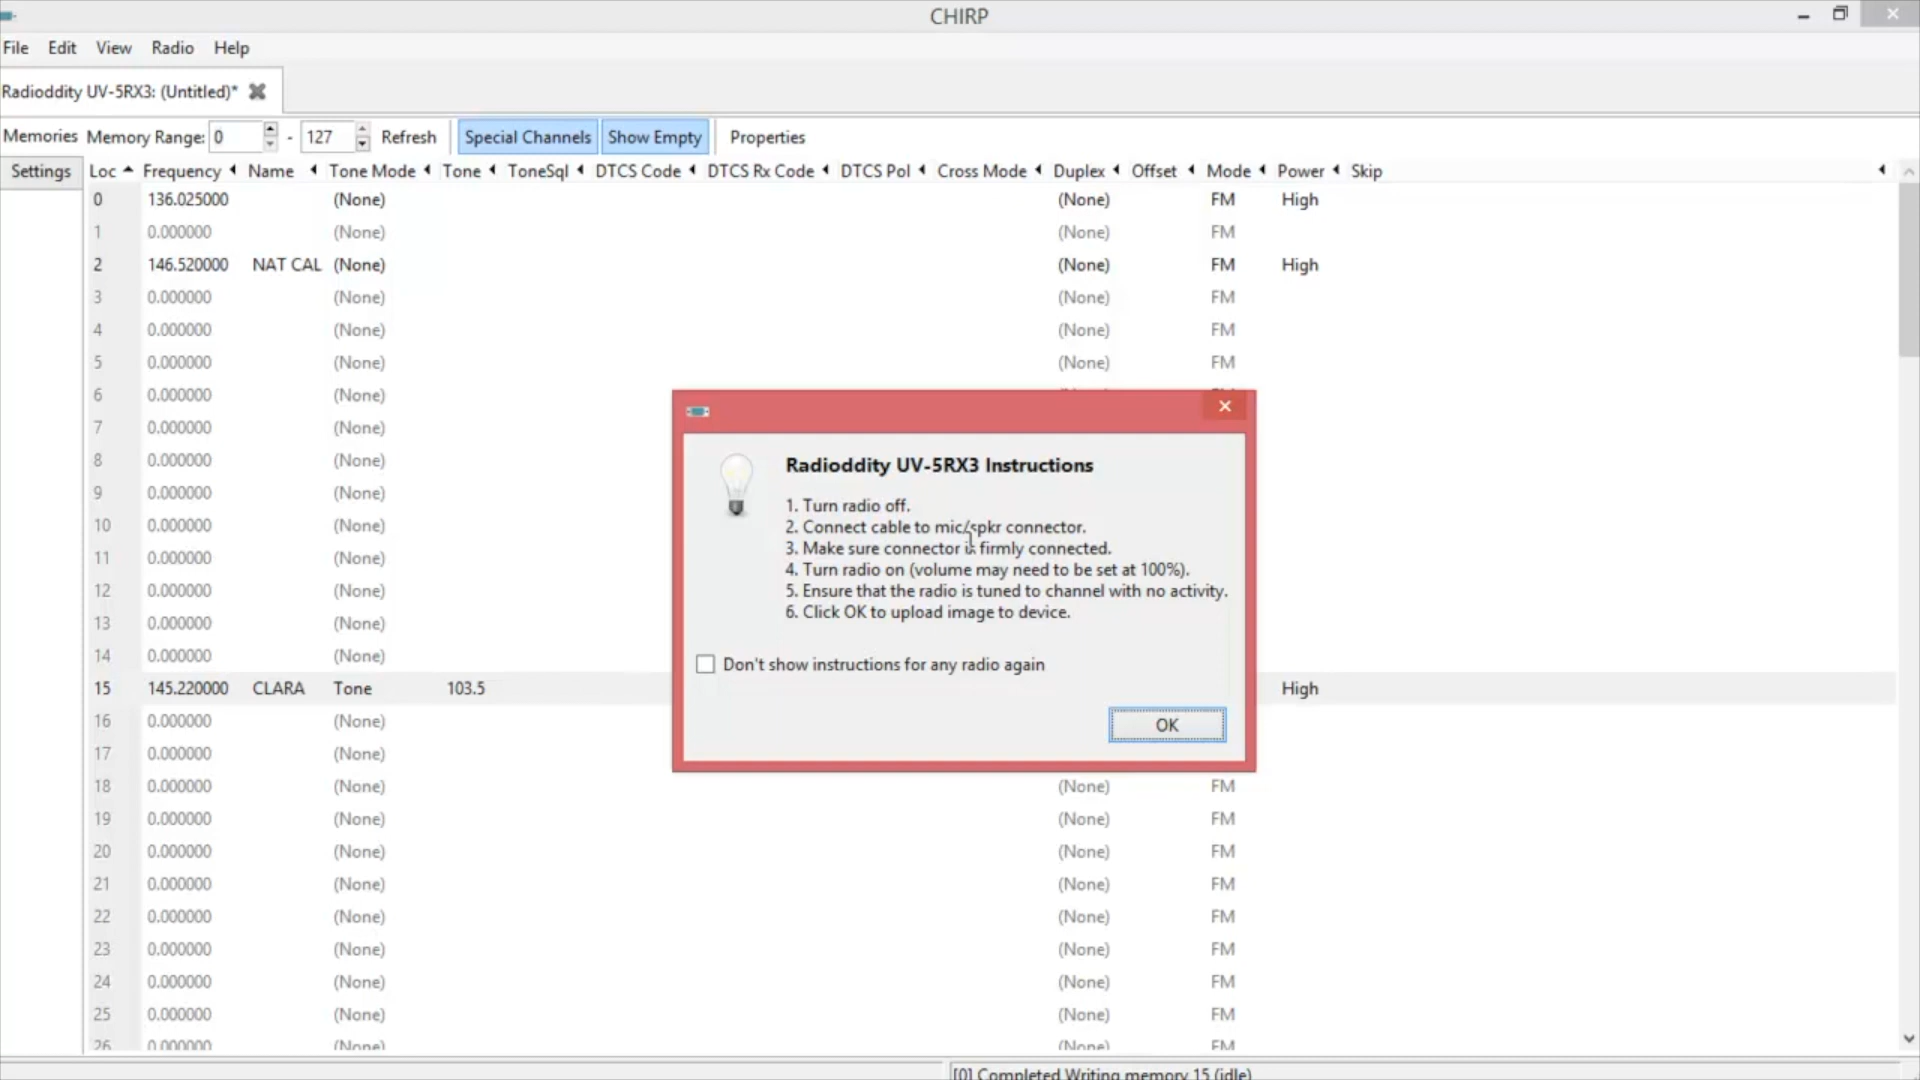 CHIRP
File Edit View Radio Help
Radioddity UV-5RX3: (Untitled)*
Memories Memory Range: 0 - 127 Refresh Special Channels Show Empty Properties
Settings Loc Frequency Name Tone Mode Tone ToneSql DTCS Code DTCS Rx Code DTCS Pol Cross Mode Duplex Offset Mode Power Skip
0 136.025000 (None) (None) FM High
1 0.000000 (None) (None) FM
2 146.520000 NAT CAL (None) (None) FM High
3 0.000000 (None) (None) FM
4 0.000000 (None) (None) FM
5 0.000000 (None) (None) FM
6 0.000000 (None)
7 0.000000 (None)
8 0.000000 (None)
9 0.000000 (None)
10 0.000000 (None)
11 0.000000 (None)
12 0.000000 (None)
13 0.000000 (None)
14 0.000000 (None)
15 145.220000 CLARA Tone 103.5 High
16 0.000000 (None)
17 0.000000 (None)
18 0.000000 (None) (None) FM
19 0.000000 (None) (None) FM
20 0.000000 (None) (None) FM
21 0.000000 (None) (None) FM
22 0.000000 (None) (None) FM
23 0.000000 (None) (None) FM
24 0.000000 (None) (None) FM
25 0.000000 (None) (None) FM
26 0.000000 (None) (None) FM
Radioddity UV-5RX3 Instructions
1. Turn radio off.
2. Connect cable to mic/spkr connector.
3. Make sure connector is firmly connected.
4. Turn radio on (volume may need to be set at 100%).
5. Ensure that the radio is tuned to channel with no activity.
6. Click OK to upload image to device.
Don't show instructions for any radio again
OK
[0] Completed Writing memory 15 (idle)